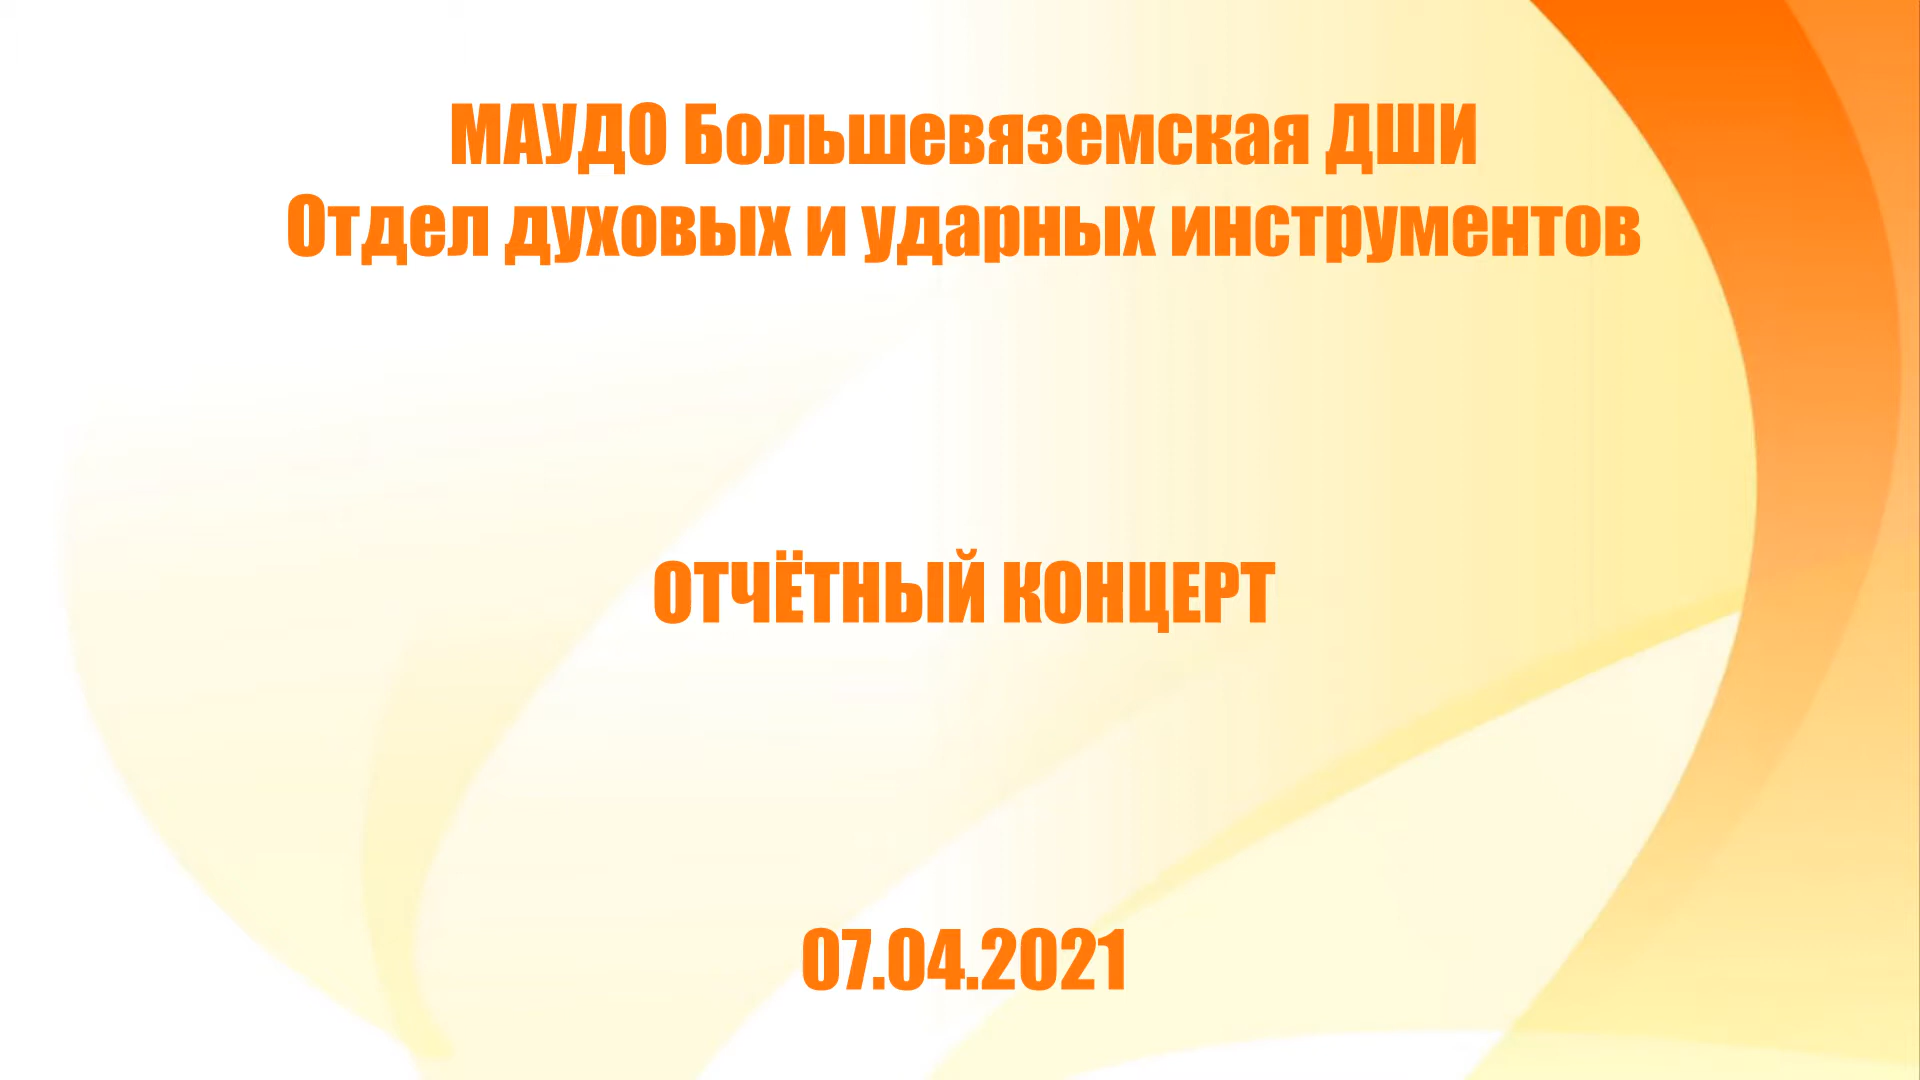 МАУДО Большевяземская ДШИ
Отдел духовых и ударных инструментов
ОТЧЁТНЫЙ КОНЦЕРТ
07.04.2021